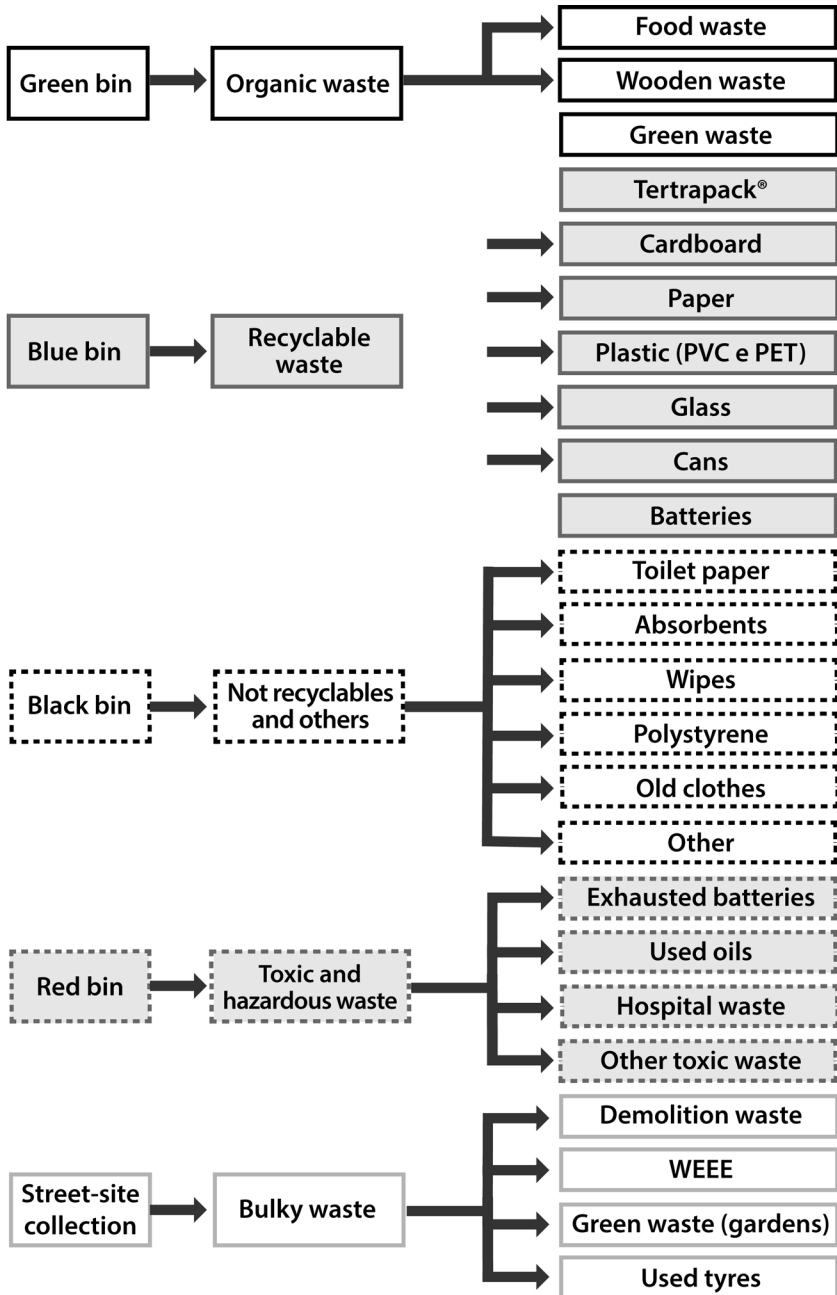 Green bin
Organic waste
Food waste
Wooden waste
Green waste
Blue bin
Recyclable
waste
Tertrapack®
Cardboard
Paper
Plastic (PVC e PET)
Glass
Cans
Batteries
Black bin
Not recyclables
and others
Toilet paper
Absorbents
Wipes
Polystyrene
Old clothes
Other
Red bin
Toxic and
hazardous waste
Exhausted batteries
Used oils
Hospital waste
Other toxic waste
Street-site
collection
Bulky waste
Demolition waste
WEEE
Green waste (gardens)
Used tyres